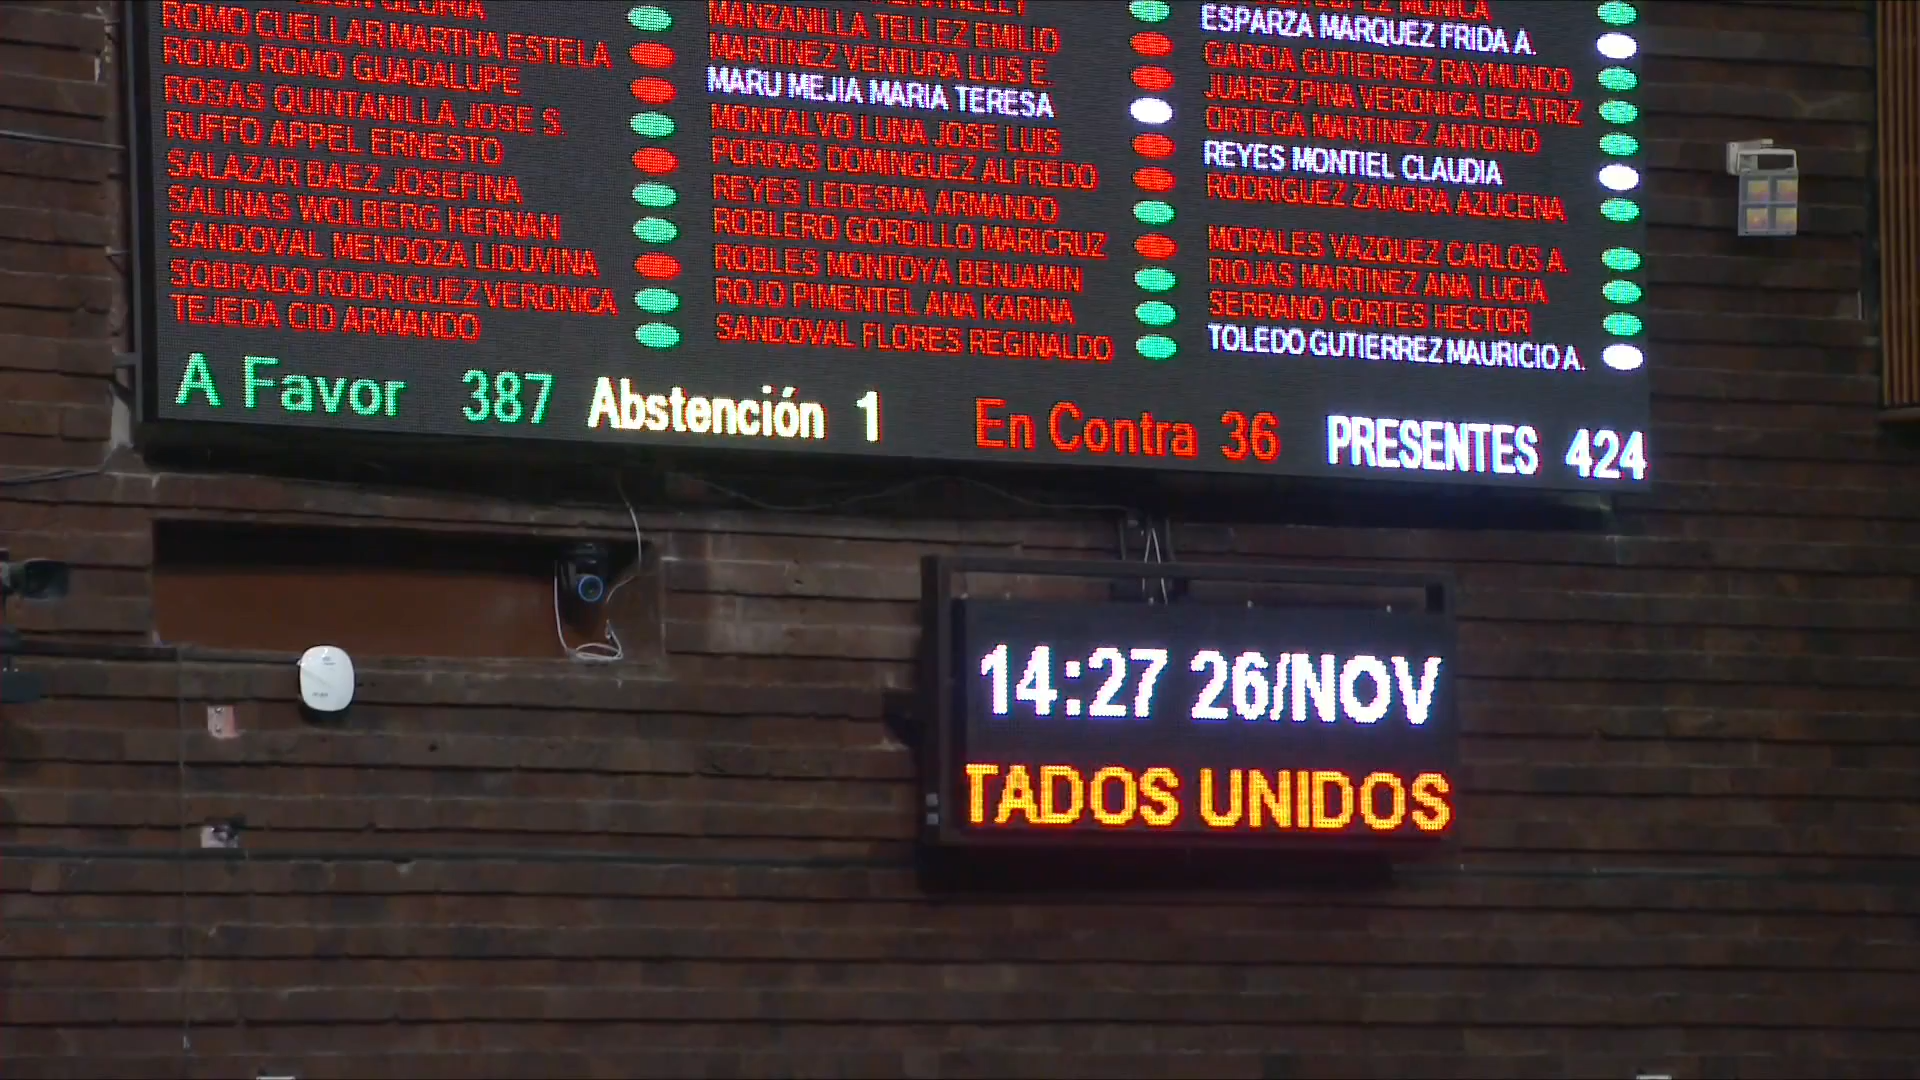 GLORIA
ROMO CUELLAR MARTHA ESTELA
ROMO ROMO GUADALUPE
ROSAS QUINTANILLA JOSE S.
RUFFO APPEL ERNESTO
SALAZAR BAEZ JOSEFINA
SALINAS WOLBERG HERNAN
SANDOVAL MENDOZA LIDUVINA
SOBRADO RODRIGUEZ VERONICA
TEJEDA CID ARMANDO
NELLY
MANZANILLA TELLEZ EMILIO
MARTINEZ VENTURA LUIS E.
MARU MEJIA MARIA TERESA
MONTALVO LUNA JOSE LUIS
PORRAS DOMINGUEZ ALFREDO
REYES LEDESMA ARMANDO
ROBLERO GORDILLO MARICRUZ
ROBLES MONTOYA BENJAMIN
ROJO PIMENTEL ANA KARINA
SANDOVAL FLORES REGINALDO
LOPEZ MONICA
ESPARZA MARQUEZ FRIDA A.
GARCIA GUTIERREZ RAYMUNDO
JUAREZ PIÑA VERONICA BEATRIZ
ORTEGA MARTINEZ ANTONIO
REYES MONTIEL CLAUDIA
RODRIGUEZ ZAMORA AZUCENA
MORALES VAZQUEZ CARLOS A.
RIOJAS MARTINEZ ANA LUCIA
SERRANO CORTES HECTOR
TOLEDO GUTIERREZ MAURICIO A.
A Favor 387 Abstención 1 En Contra 36 PRESENTES 424
14:27 26/NOV
TADOS UNIDOS